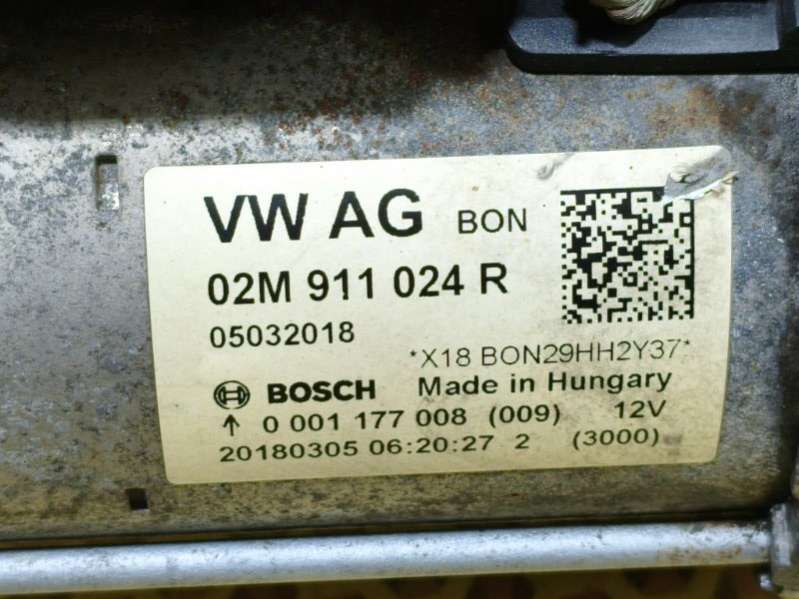 VW AG BON
02M 911 024 R
05032018
*X18 BON29HH2Y37*
BOSCH Made in Hungary
↑ 0 001 177 008 (009) 12V
20180305 06:20:27 2 (3000)